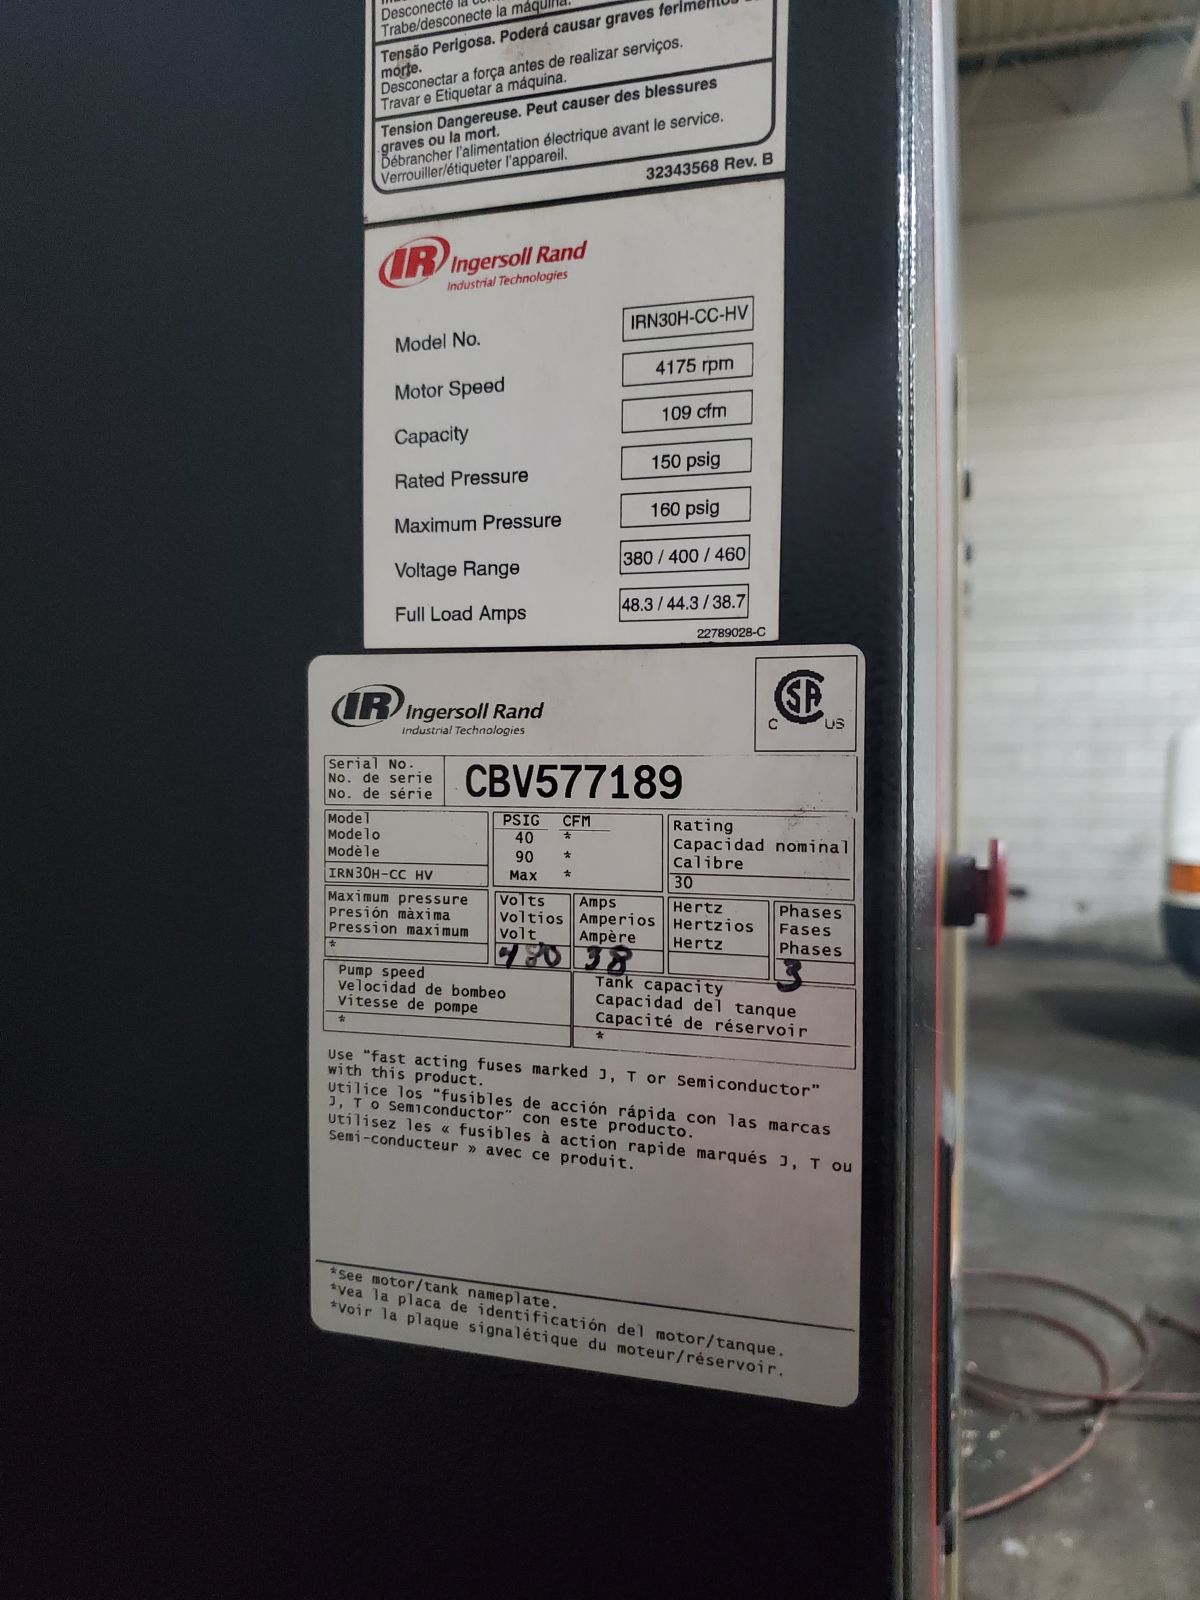 Desconecte la
Trabe/desconecte la máquina.
Tensão Perigosa. Poderá causar graves ferimentos
morte.
Desconectar a força antes de realizar serviços.
Travar e Etiquetar a máquina.
Tension Dangereuse. Peut causer des blessures
graves ou la mort.
Débrancher l'alimentation électrique avant le service.
Verrouiller/étiqueter l'appareil.
32343568 Rev. B
IR Ingersoll Rand
Industrial Technologies
Model No. IRN30H-CC-HV
Motor Speed 4175 rpm
Capacity 109 cfm
Rated Pressure 150 psig
Maximum Pressure 160 psig
Voltage Range 380 / 400 / 460
Full Load Amps 48.3 / 44.3 / 38.7
22789028-C
IR Ingersoll Rand
Industrial Technologies
C SA US
Serial No.
No. de serie
No. de série
CBV577189
Model
Modelo
Modèle
IRN30H-CC HV
PSIG CFM
40 *
90 *
Max *
Rating
Capacidad nominal
Calibre
30
Maximum pressure
Presión màxima
Pression maximum
*
Volts
Voltios
Volt
480
Amps
Amperios
Ampère
38
Hertz
Hertzios
Hertz
Phases
Fases
Phases
3
Pump speed
Velocidad de bombeo
Vitesse de pompe
*
Tank capacity
Capacidad del tanque
Capacité de réservoir
*
Use "fast acting fuses marked J, T or Semiconductor"
with this product.
Utilice los "fusibles de acción rápida con las marcas
J, T o Semiconductor" con este producto.
Utilisez les « fusibles à action rapide marqués J, T ou
Semi-conducteur » avec ce produit.
*See motor/tank nameplate.
*Vea la placa de identificación del motor/tanque.
*Voir la plaque signalétique du moteur/réservoir.